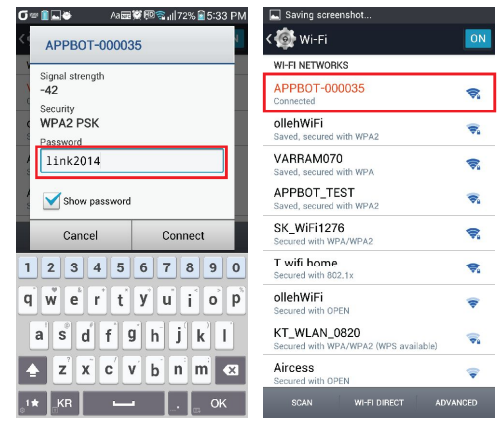 72% 5:33 PM
APPBOT-000035
Signal strength
-42
Security
WPA2 PSK
Password
link2014
Show password
Cancel Connect
1 2 3 4 5 6 7 8 9 0
q w e r t y u i o p
a s d f g h j k l
z x c v b n m
1★ KR . OK
Saving screenshot...
Wi-Fi ON
WI-FI NETWORKS
APPBOT-000035
Connected
ollehWiFi
Saved, secured with WPA2
VARRAM070
Saved, secured with WPA
APPBOT_TEST
Saved, secured with WPA2
SK_WiFi1276
Secured with WPA/WPA2
T wifi home
Secured with 802.1x
ollehWiFi
Secured with OPEN
KT_WLAN_0820
Secured with WPA/WPA2 (WPS available)
Aircess
Secured with OPEN
SCAN WI-FI DIRECT ADVANCED